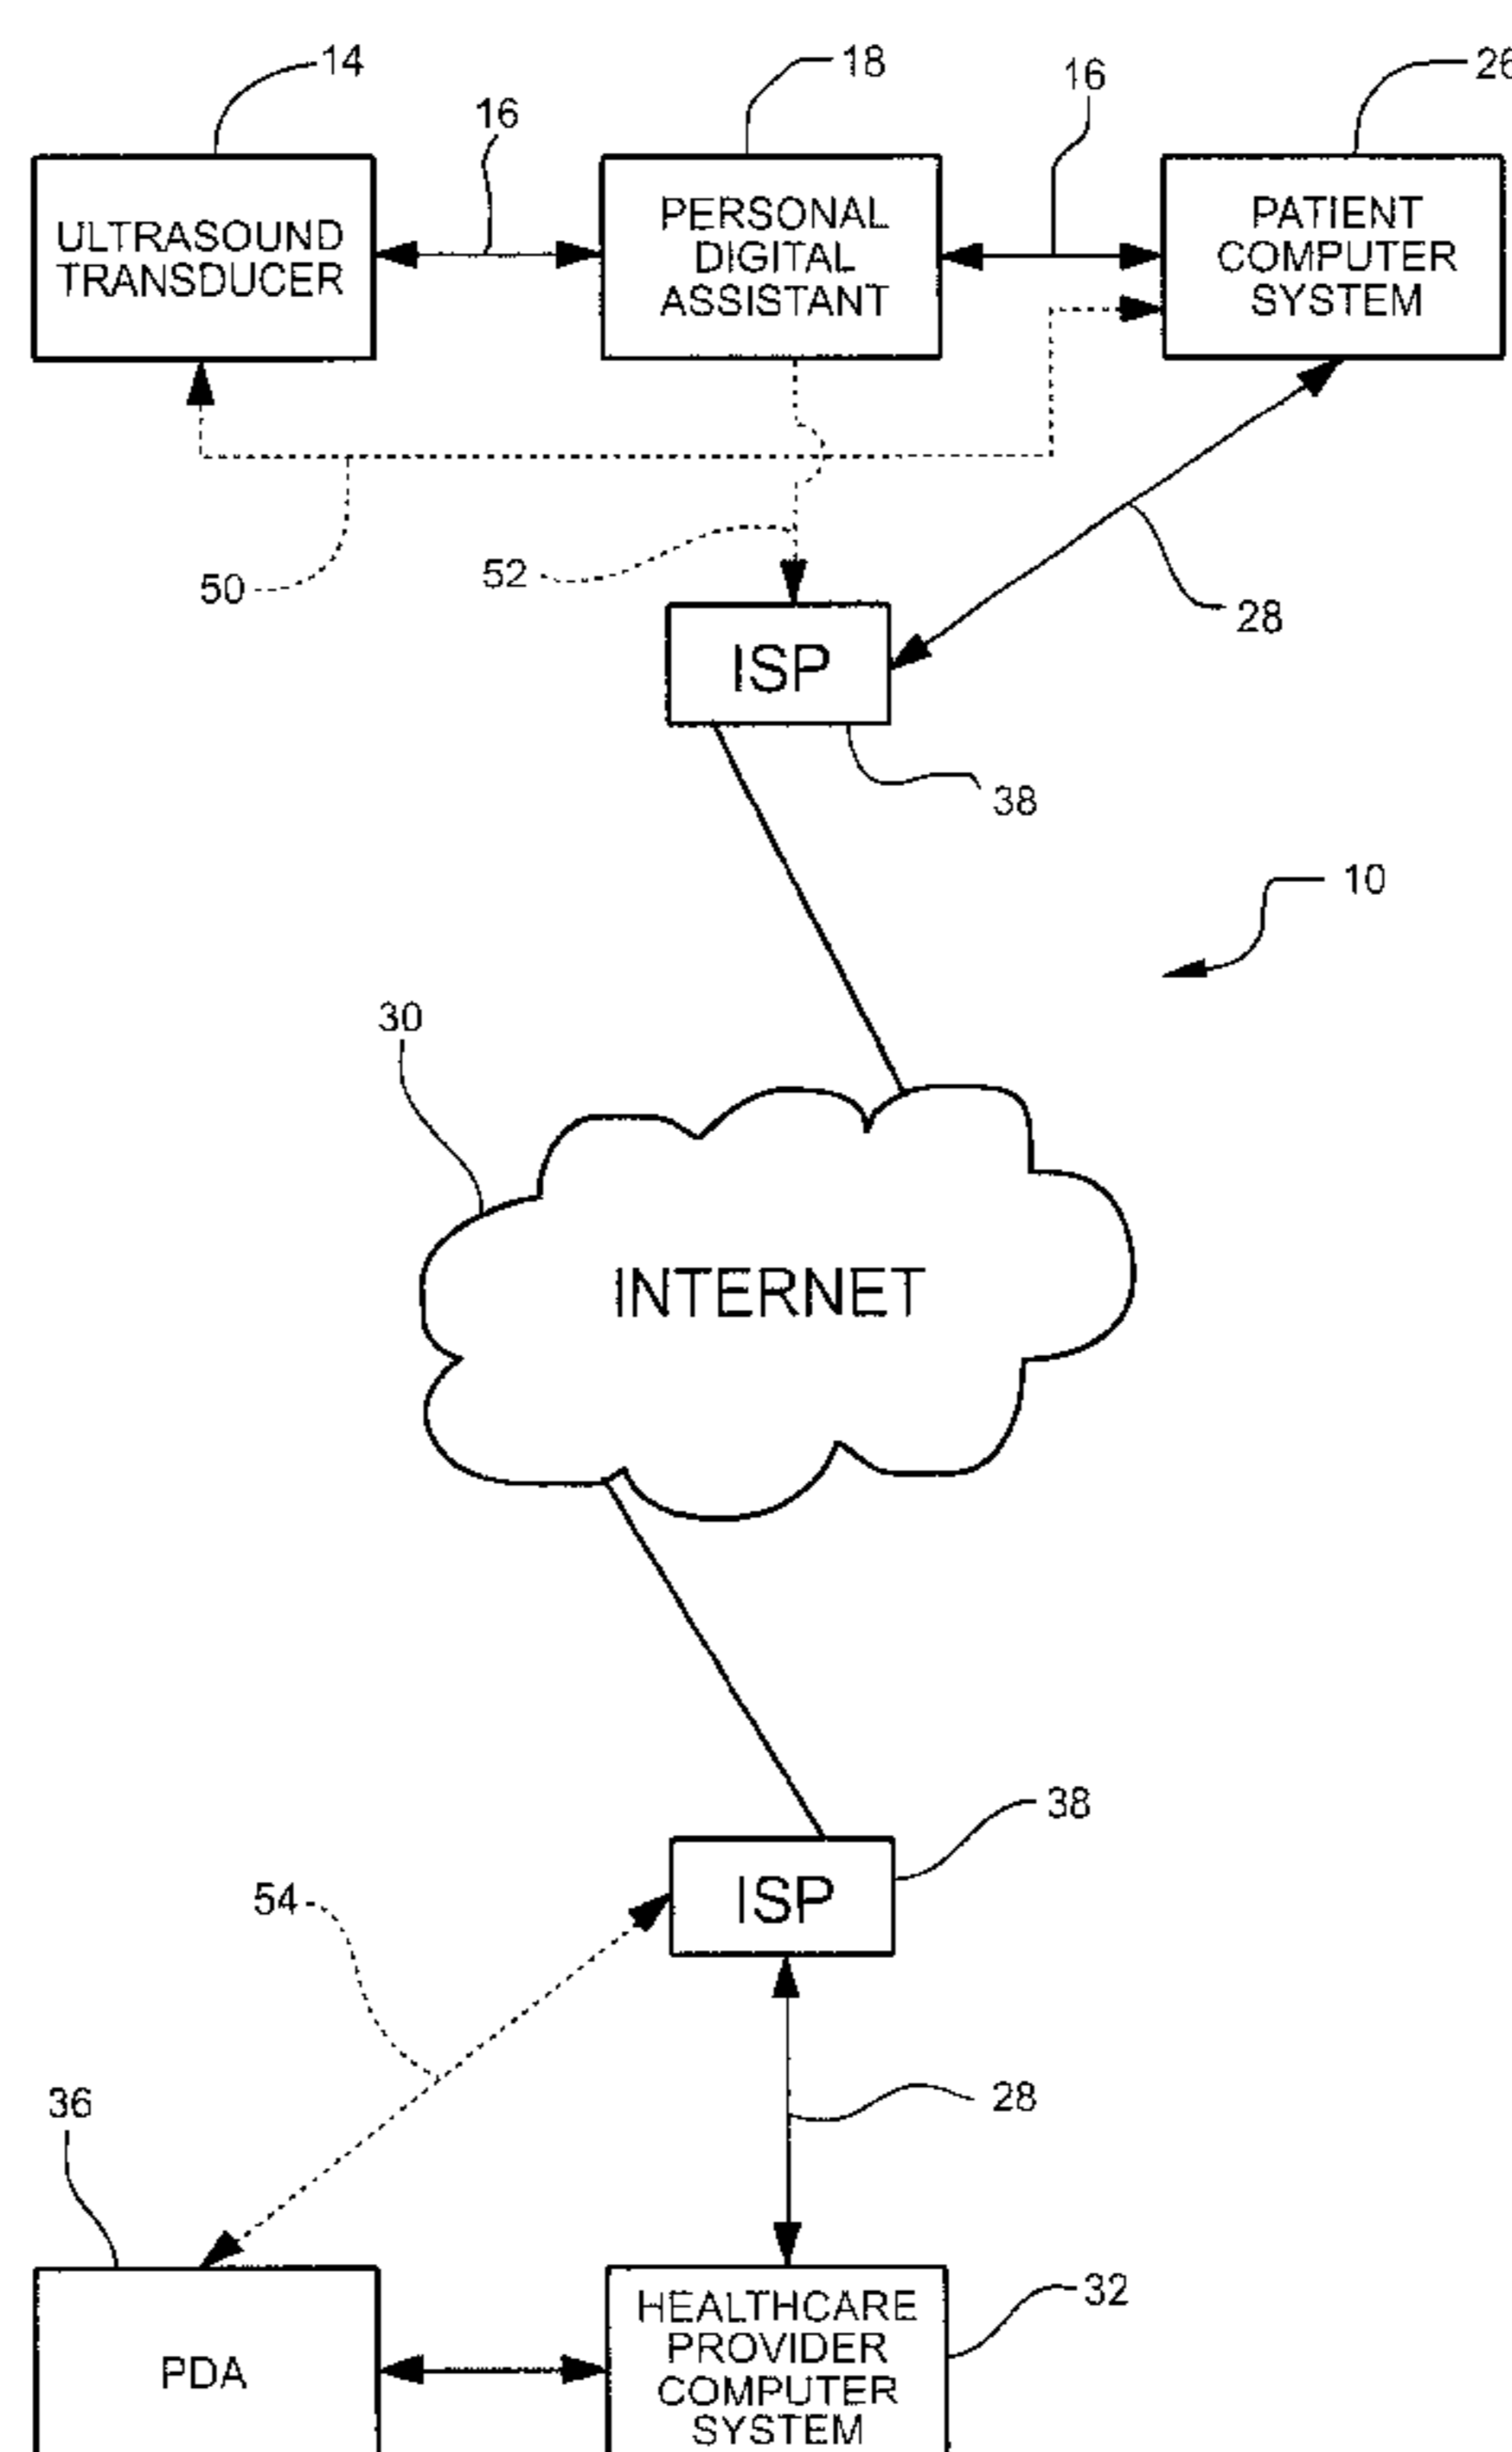 14
18
16
26
16
ULTRASOUND
TRANSDUCER
PERSONAL
DIGITAL
ASSISTANT
PATIENT
COMPUTER
SYSTEM
50
52
28
ISP
38
10
30
INTERNET
38
ISP
54
28
36
32
PDA
HEALTHCARE
PROVIDER
COMPUTER
SYSTEM